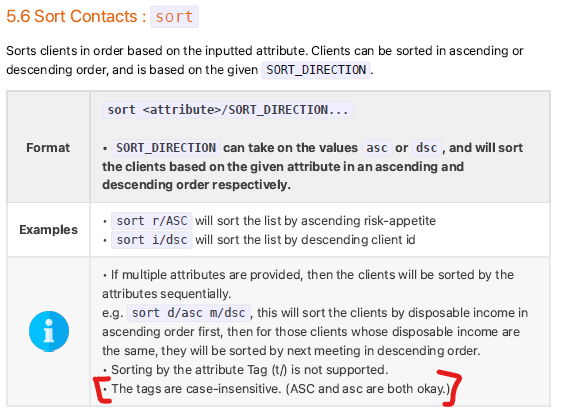 5.6 Sort Contacts : sort
Sorts clients in order based on the inputted attribute. Clients can be sorted in ascending or
descending order, and is based on the given SORT_DIRECTION .
Format
sort <attribute>/SORT_DIRECTION...
• SORT_DIRECTION can take on the values asc or dsc , and will sort
the clients based on the given attribute in an ascending and
descending order respectively.
Examples
• sort r/ASC will sort the list by ascending risk-appetite
• sort i/dsc will sort the list by descending client id
• If multiple attributes are provided, then the clients will be sorted by the
attributes sequentially.
e.g. sort d/asc m/dsc , this will sort the clients by disposable income in
ascending order first, then for those clients whose disposable income are
the same, they will be sorted by next meeting in descending order.
• Sorting by the attribute Tag (t/) is not supported.
• The tags are case-insensitive. (ASC and asc are both okay.)